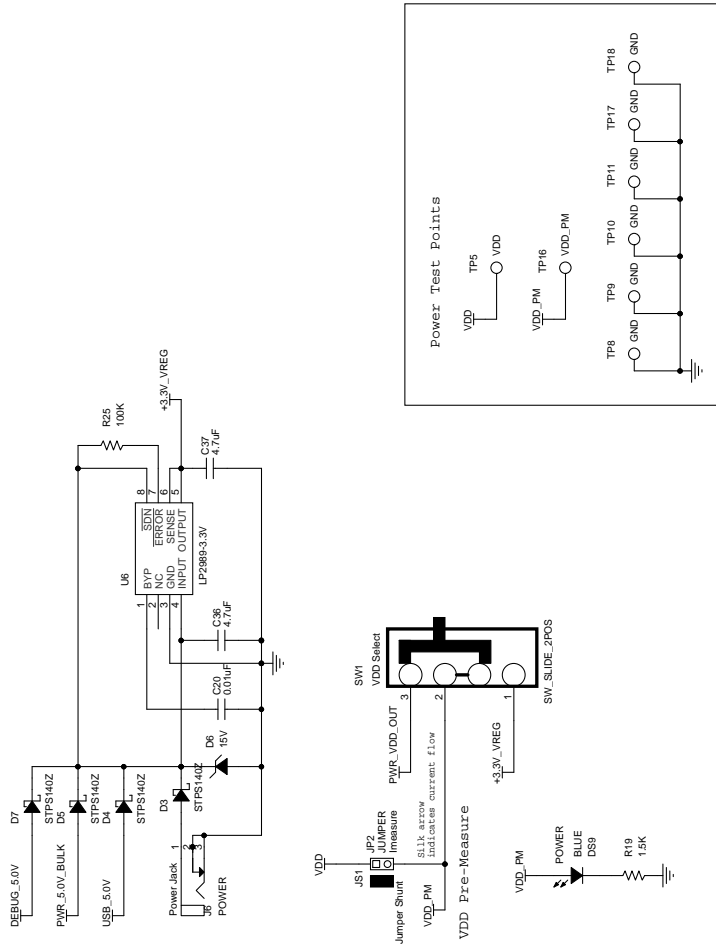 DEBUG_5.0V
D7
STPS140Z
PWR_5.0V_BULK
D5
STPS140Z
USB_5.0V
D4
STPS140Z
Power Jack
J6
POWER
1
2
3
D3
STPS140Z
D6
15V
C20
0.01uF
C36
4.7uF
U6
1
2
3
4
BYP
NC
GND
INPUT
SDN
ERROR
SENSE
OUTPUT
8
7
6
5
LP2989-3.3V
R25
100K
C37
4.7uF
+3.3V_VREG
VDD
JS1
Jumper Shunt
JP2
JUMPER
Imeasure
Silk arrow
indicates current flow
VDD_PM
VDD Pre-Measure
PWR_VDD_OUT
+3.3V_VREG
3
2
1
SW1
VDD Select
SW_SLIDE_2POS
VDD_PM
POWER
BLUE
DS9
R19
1.5K
Power Test Points
VDD
TP5
VDD
VDD_PM
TP16
VDD_PM
TP8
GND
TP9
GND
TP10
GND
TP11
GND
TP17
GND
TP18
GND